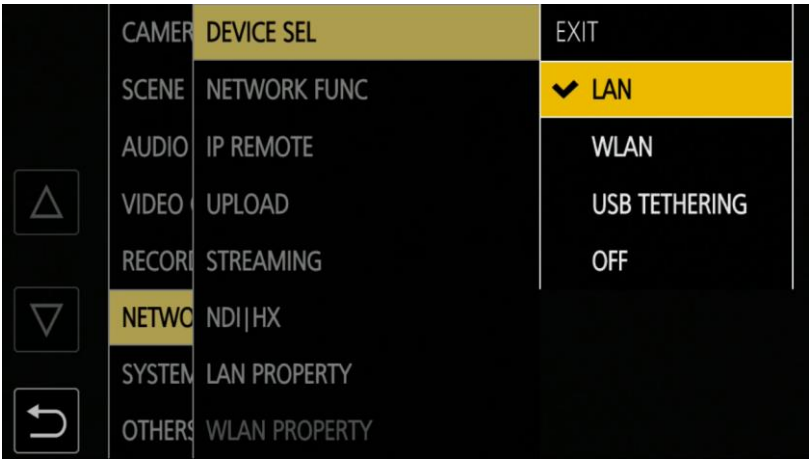 CAMER
SCENE
AUDIO
VIDEO
RECOR
NETWO
SYSTEM
OTHERS
DEVICE SEL
NETWORK FUNC
IP REMOTE
UPLOAD
STREAMING
NDI|HX
LAN PROPERTY
WLAN PROPERTY
EXIT
LAN
WLAN
USB TETHERING
OFF